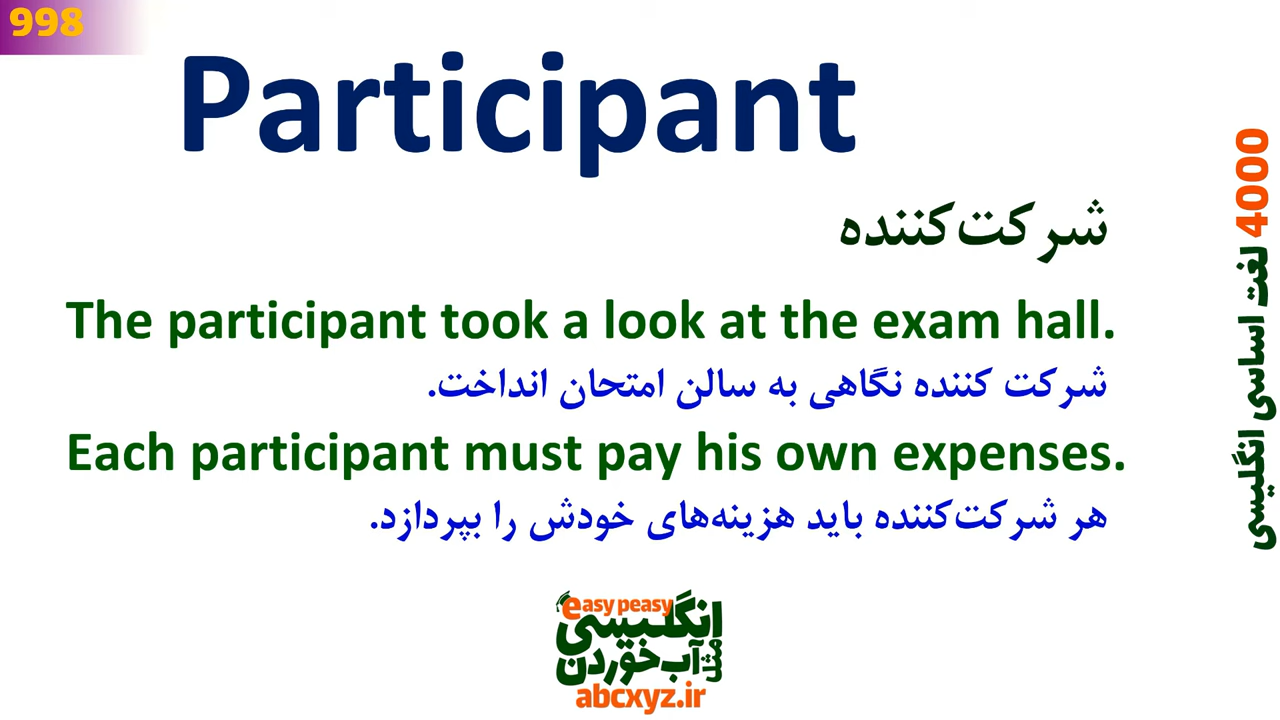 998
Participant
شرکت‌کننده
The participant took a look at the exam hall.
شرکت کننده نگاهی به سالن امتحان انداخت.
Each participant must pay his own expenses.
هر شرکت‌کننده باید هزینه‌های خودش را بپردازد.
4000 لغت اساسی انگلیسی
easy peasy
انگلیسی
مثل آب خوردن
abcxyz.ir